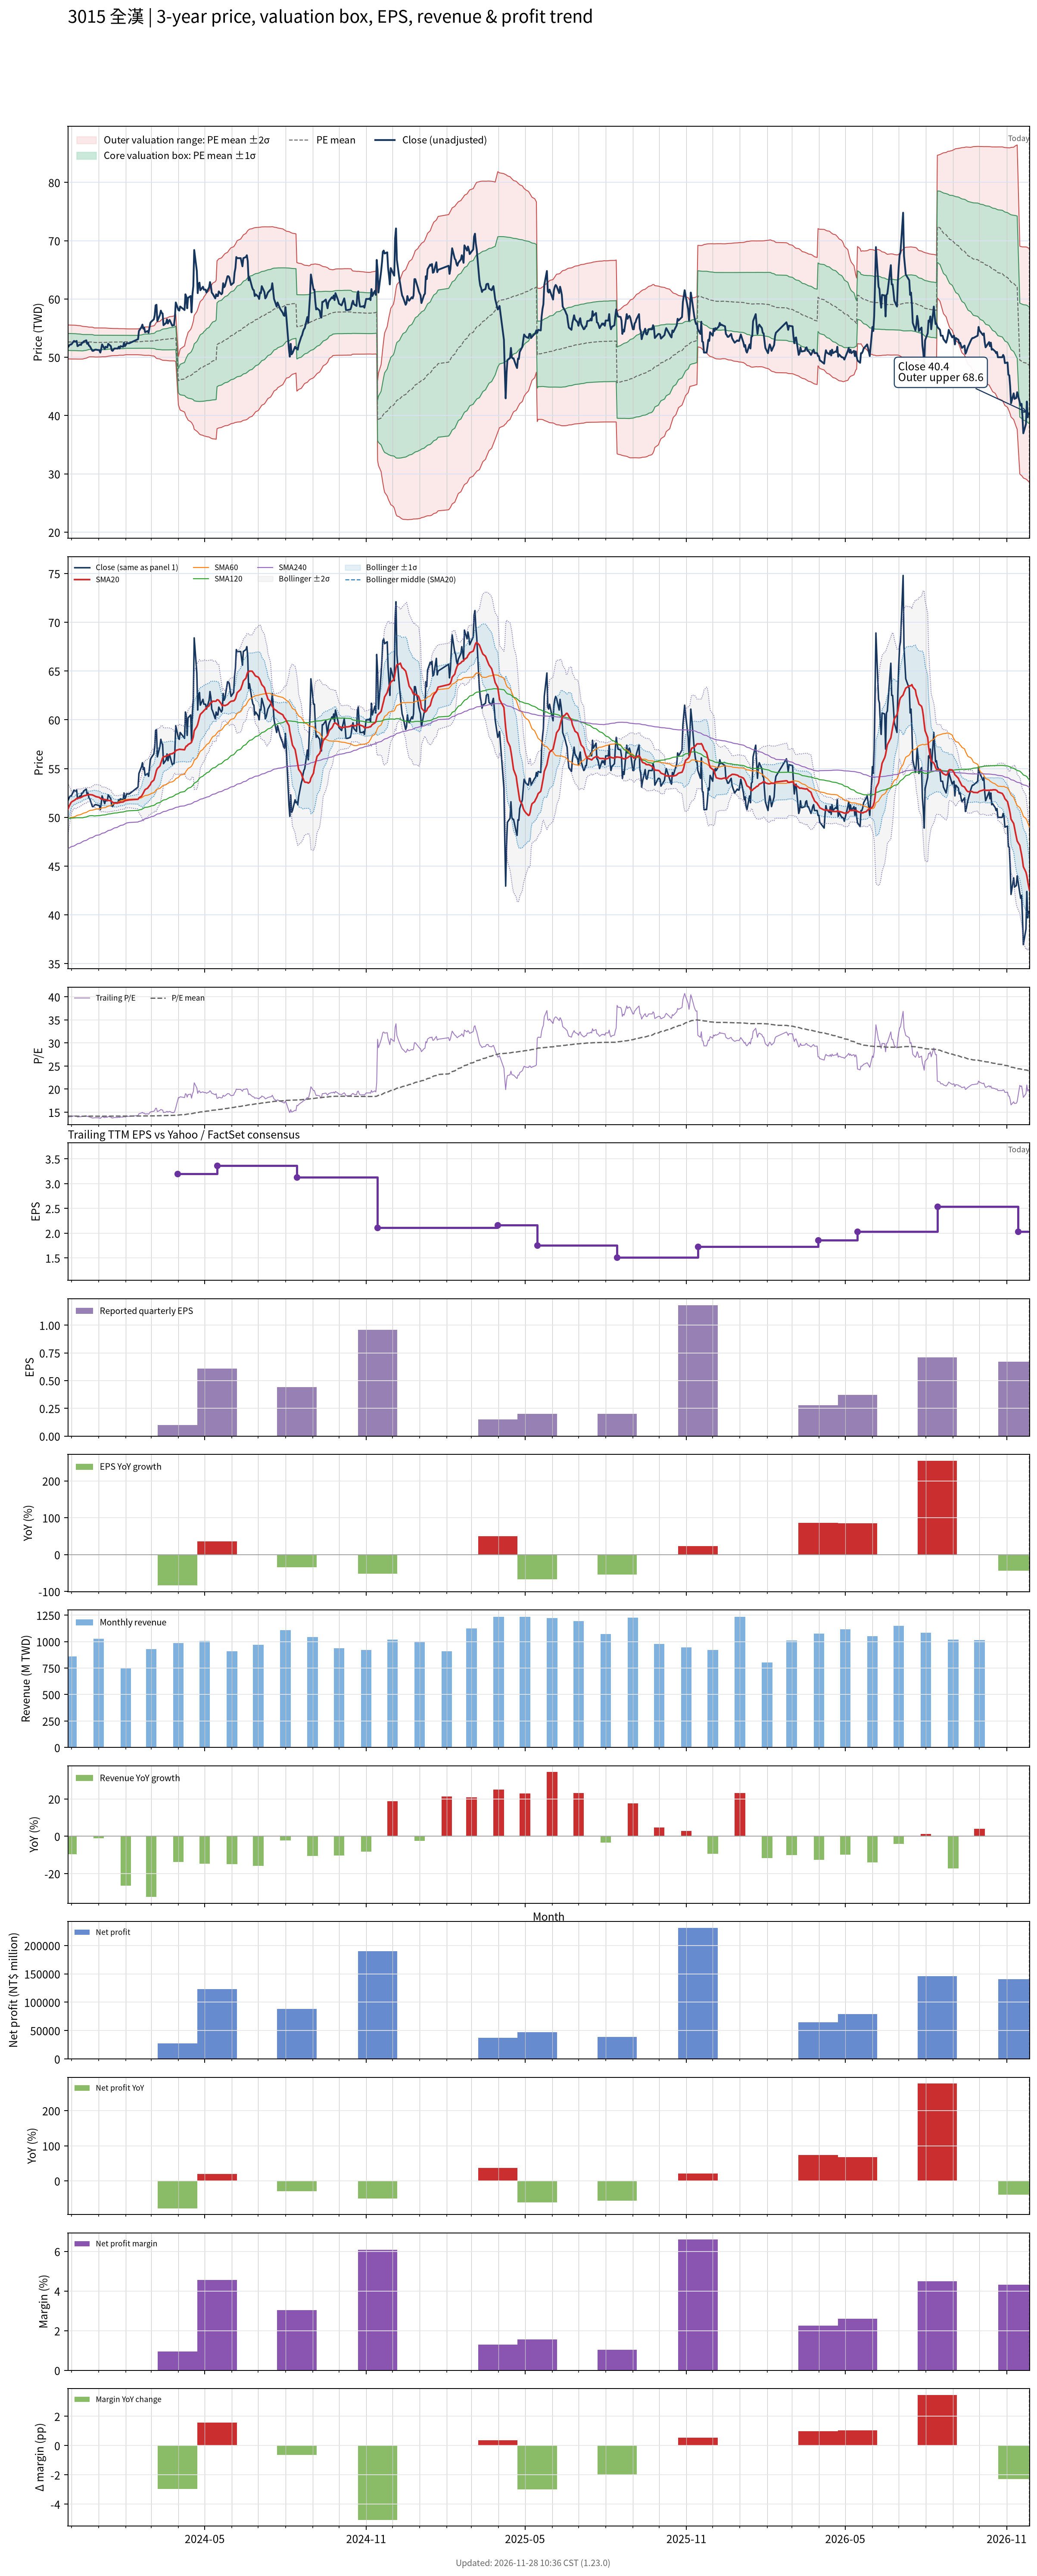 3015 全漢 | 3-year price, valuation box, EPS, revenue & profit trend
Outer valuation range: PE mean ±2σ
Core valuation box: PE mean ±1σ
PE mean
Close (unadjusted)
Today
Price (TWD)
80
70
60
50
40
30
20
Close 40.4
Outer upper 68.6
Close (same as panel 1)
SMA20
SMA60
SMA120
SMA240
Bollinger ±2σ
Bollinger ±1σ
Bollinger middle (SMA20)
Price
75
70
65
60
55
50
45
40
35
Trailing P/E
P/E mean
P/E
40
35
30
25
20
15
Trailing TTM EPS vs Yahoo / FactSet consensus
Today
EPS
3.5
3.0
2.5
2.0
1.5
Reported quarterly EPS
EPS
1.00
0.75
0.50
0.25
0.00
EPS YoY growth
YoY (%)
200
100
0
-100
Monthly revenue
Revenue (M TWD)
1250
1000
750
500
250
0
Revenue YoY growth
YoY (%)
20
0
-20
Month
Net profit
Net profit (NT$ million)
200000
150000
100000
50000
0
Net profit YoY
YoY (%)
200
100
0
Net profit margin
Margin (%)
6
4
2
0
Margin YoY change
Δ margin (pp)
2
0
-2
-4
2024-05
2024-11
2025-05
2025-11
2026-05
2026-11
Updated: 2026-11-28 10:36 CST (1.23.0)